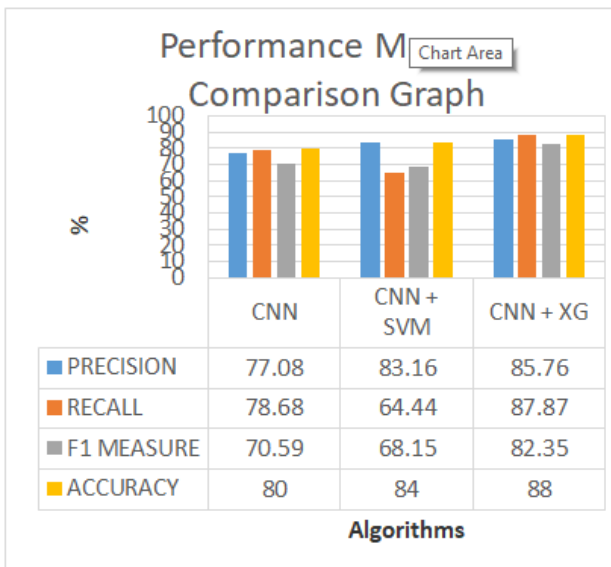 Performance M
Chart Area
Comparison Graph
100
90
80
70
60
50
40
30
20
10
0
%
CNN CNN + SVM CNN + XG
PRECISION 77.08 83.16 85.76
RECALL 78.68 64.44 87.87
F1 MEASURE 70.59 68.15 82.35
ACCURACY 80 84 88
Algorithms